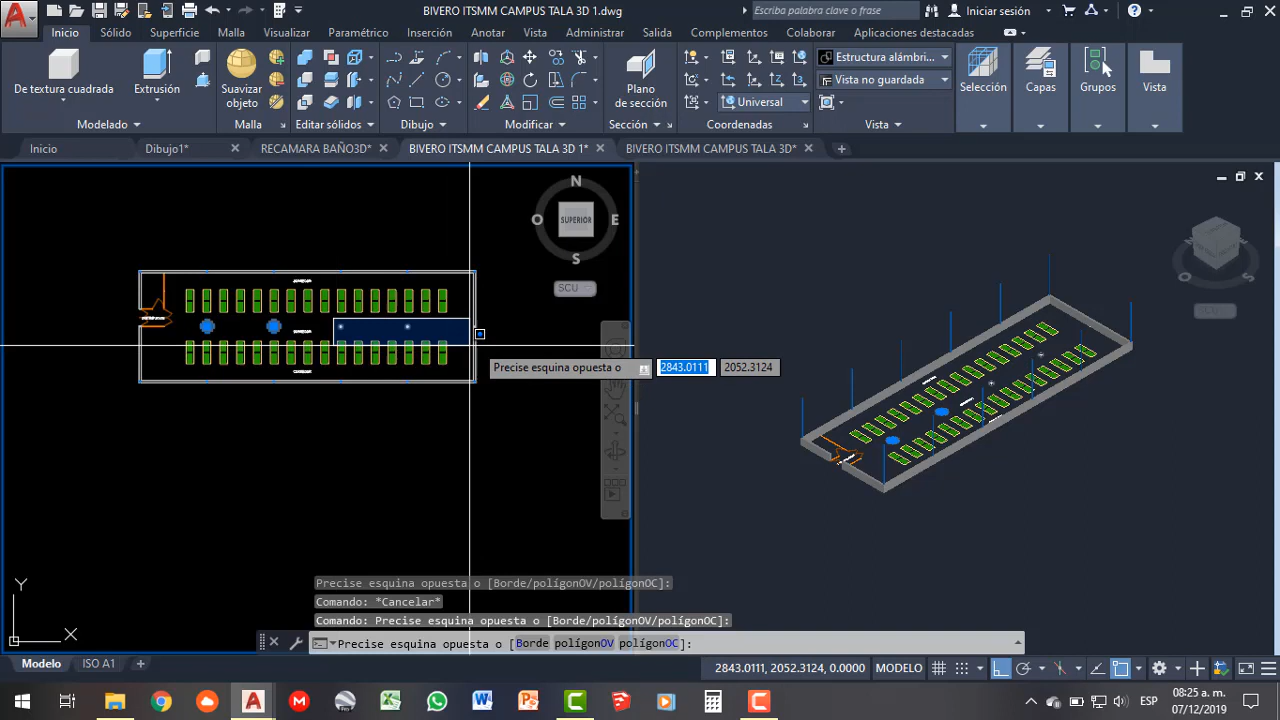 BIVERO ITSMM CAMPUS TALA 3D 1.dwg
Escriba palabra clave o frase
Iniciar sesión
Inicio
Sólido
Superficie
Malla
Visualizar
Paramétrico
Inserción
Anotar
Vista
Administrar
Salida
Complementos
Colaborar
Aplicaciones destacadas
De textura cuadrada
Extrusión
Suavizar
objeto
Plano
de sección
Estructura alámbri...
Vista no guardada
Universal
Selección
Capas
Grupos
Vista
Modelado
Malla
Editar sólidos
Dibujo
Modificar
Sección
Coordenadas
Vista
Inicio
Dibujo1*
RECAMARA BAÑO3D*
BIVERO ITSMM CAMPUS TALA 3D 1*
BIVERO ITSMM CAMPUS TALA 3D*
N
O
SUPERIOR
E
S
SCU
O
S
Precise esquina opuesta o
2843.0111
2052.3124
Y
X
Precise esquina opuesta o [Borde/polígonOV/polígonOC]:
Comando: *Cancelar*
Comando: Precise esquina opuesta o [Borde/polígonOV/polígonOC]:
Precise esquina opuesta o [Borde polígonOV polígonOC]:
Modelo
ISO A1
2843.0111, 2052.3124, 0.0000
MODELO
ESP
08:25 a. m.
07/12/2019